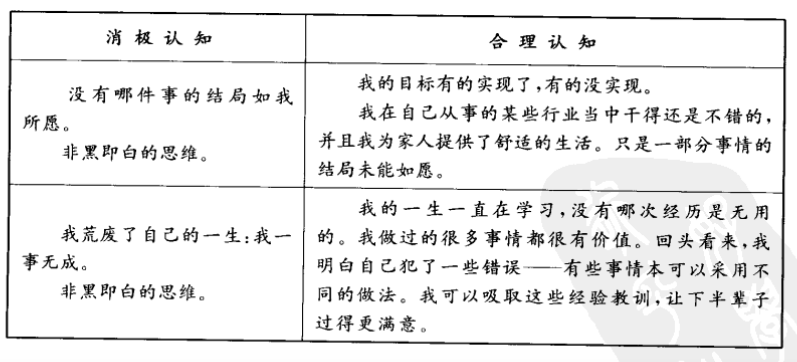 消极认知
合理认知
没有哪件事的结局如我
所愿。
非黑即白的思维。
我的目标有的实现了,有的没实现。
我在自己从事的某些行业当中干得还是不错的,
并且我为家人提供了舒适的生活。只是一部分事情的
结局未能如愿。
我荒废了自己的一生:我一
事无成。
非黑即白的思维。
我的一生一直在学习,没有哪次经历是无用
的。我做过的很多事情都很有价值。回头看来,我
明白自己犯了一些错误——有些事情本可以采用不
同的做法。我可以吸取这些经验教训,让下半辈子
过得更满意。